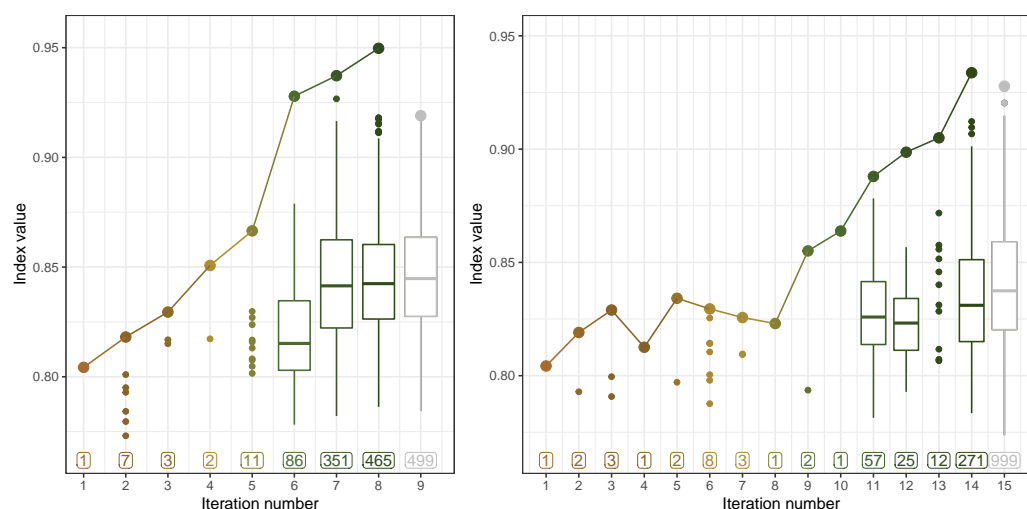 0.95
0.90
0.85
0.80
Index value
1 7 3 2 11 86 351 465 499
1 2 3 4 5 6 7 8 9
Iteration number
0.95
0.90
0.85
0.80
Index value
1 2 3 1 2 8 3 1 2 1 57 25 12 271 999
1 2 3 4 5 6 7 8 9 10 11 12 13 14 15
Iteration number